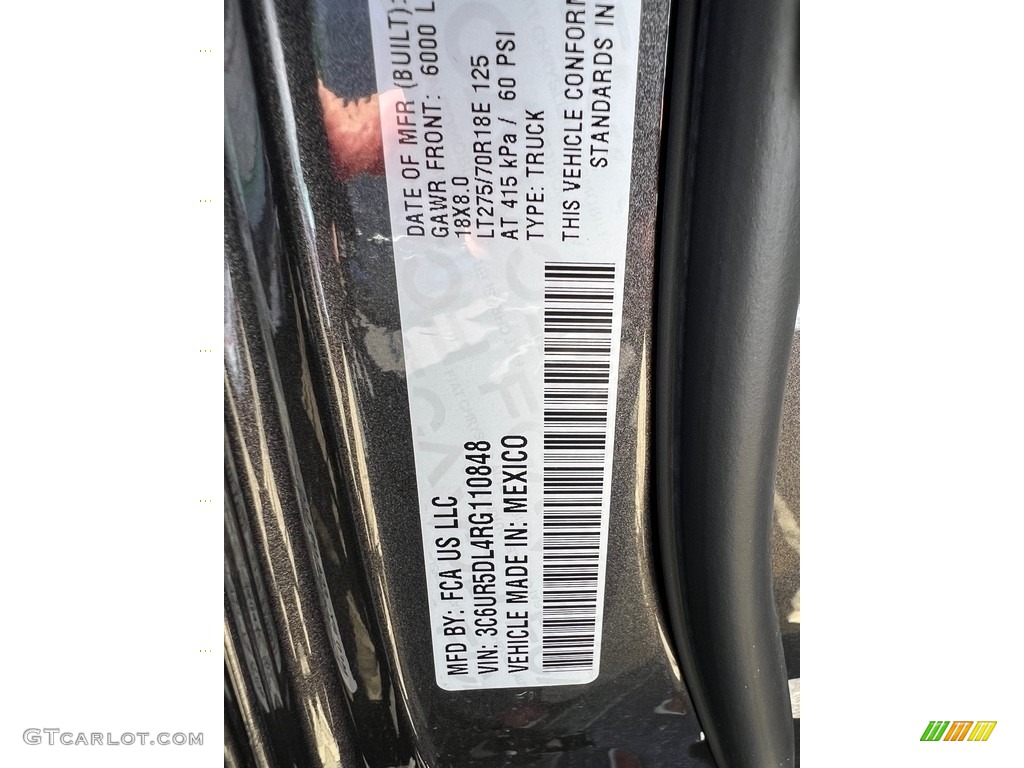 MFD BY: FCA US LLC
DATE OF MFR (BUILT):
GAWR FRONT: 6000 L
18X8.0
LT275/70R18E 125
AT 415 kPa / 60 PSI
TYPE: TRUCK
THIS VEHICLE CONFORM
STANDARDS IN
VIN: 3C6UR5DL4RG110848
VEHICLE MADE IN: MEXICO
GTCARLOT.COM